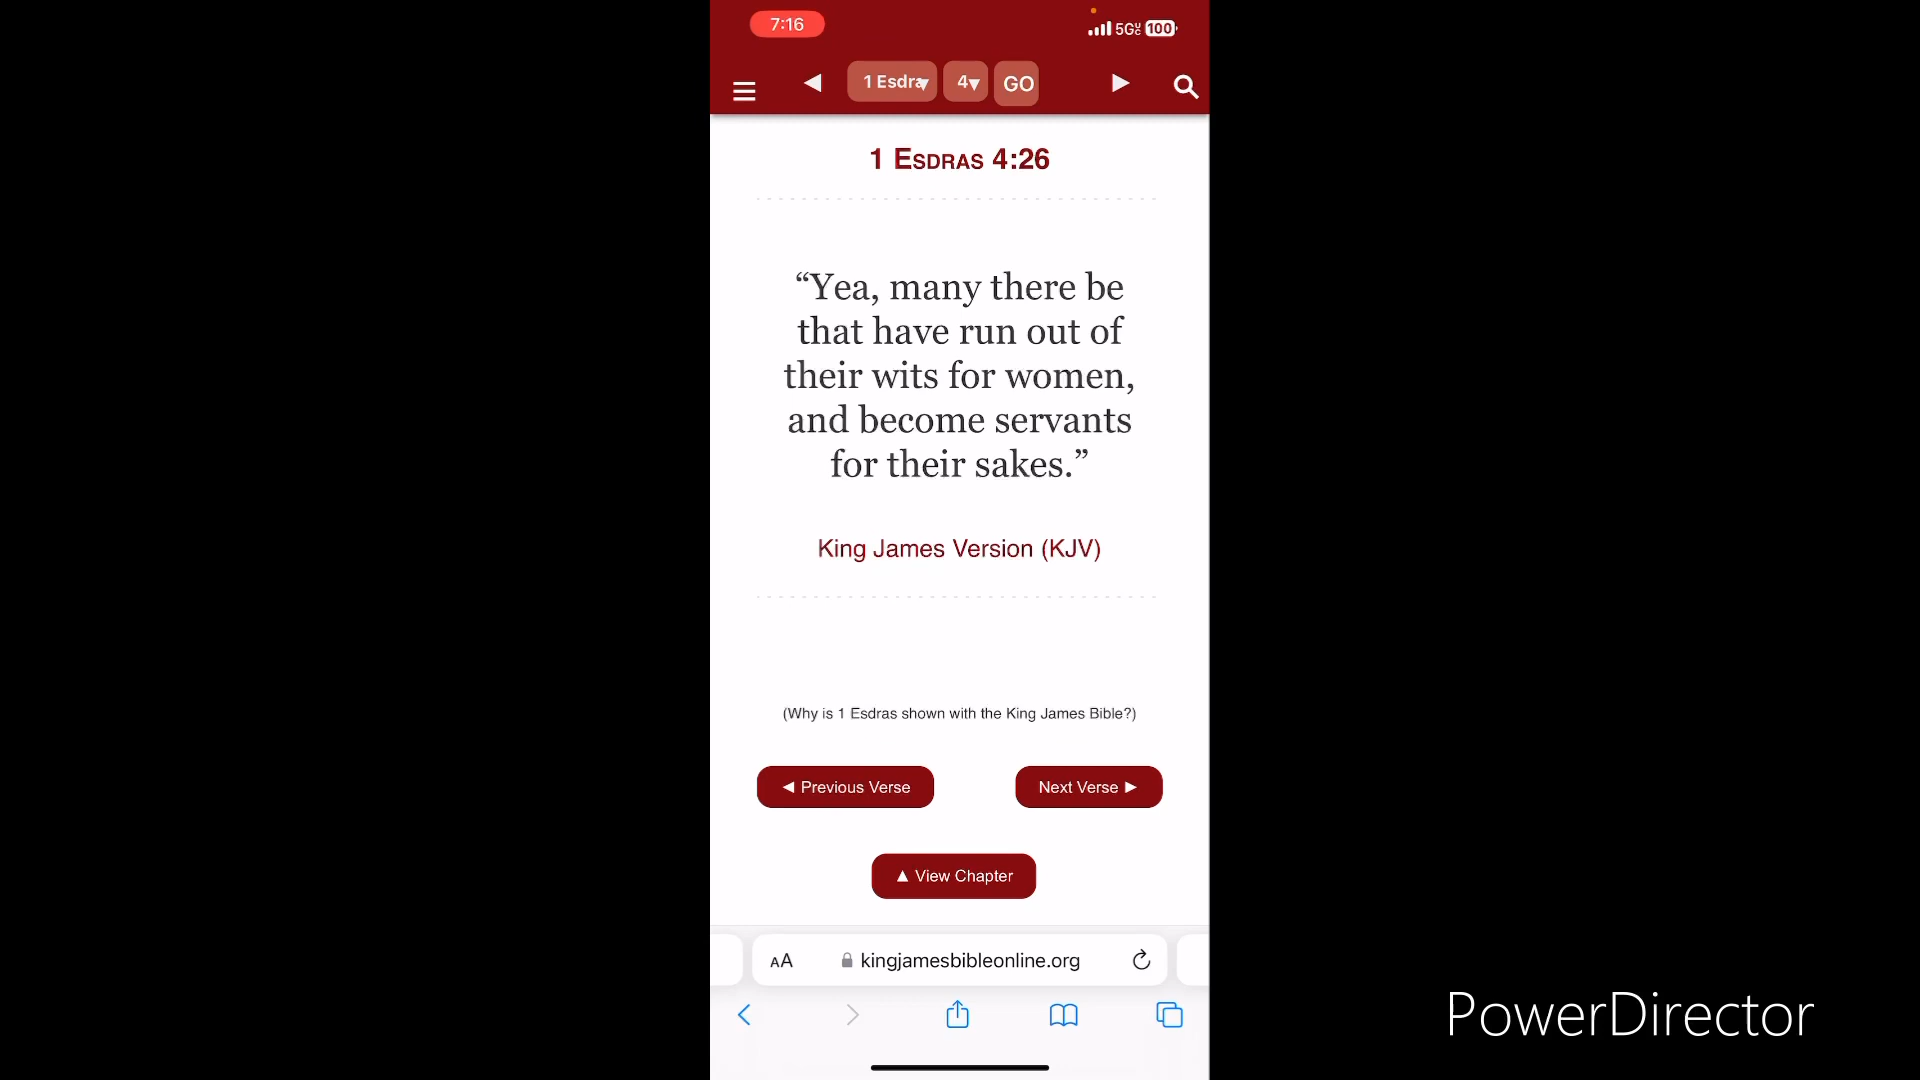 7:16
5G 100
1 Esdra 4 GO
1 ESDRAS 4:26
“Yea, many there be
that have run out of
their wits for women,
and become servants
for their sakes.”
King James Version (KJV)
(Why is 1 Esdras shown with the King James Bible?)
◄ Previous Verse
Next Verse ►
▲ View Chapter
AA kingjamesbibleonline.org
PowerDirector